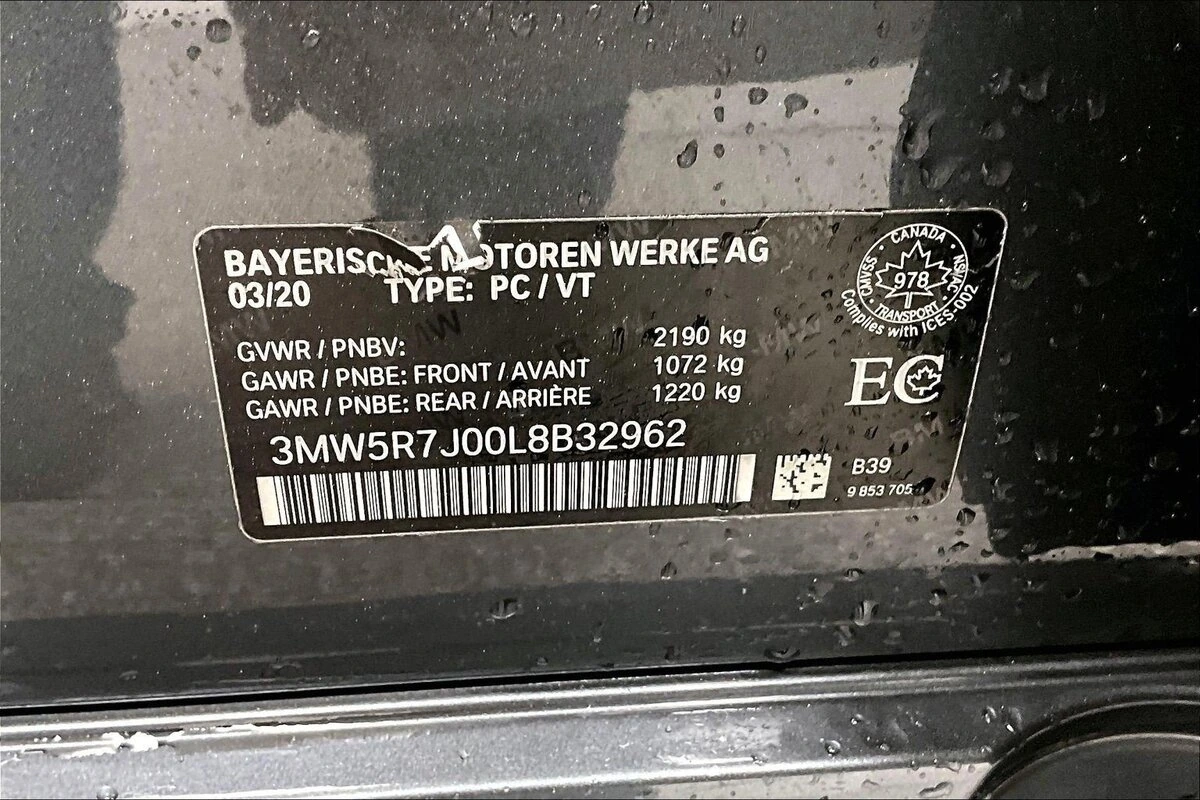 BAYERISCHE MOTOREN WERKE AG
03/20 TYPE: PC / VT
GVWR / PNBV: 2190 kg
GAWR / PNBE: FRONT / AVANT 1072 kg
GAWR / PNBE: REAR / ARRIÈRE 1220 kg
3MW5R7J00L8B32962
CANADA
CMVSS NSVAC
978
TRANSPORT
Complies with ICES-002
EC
B39
9 853 705